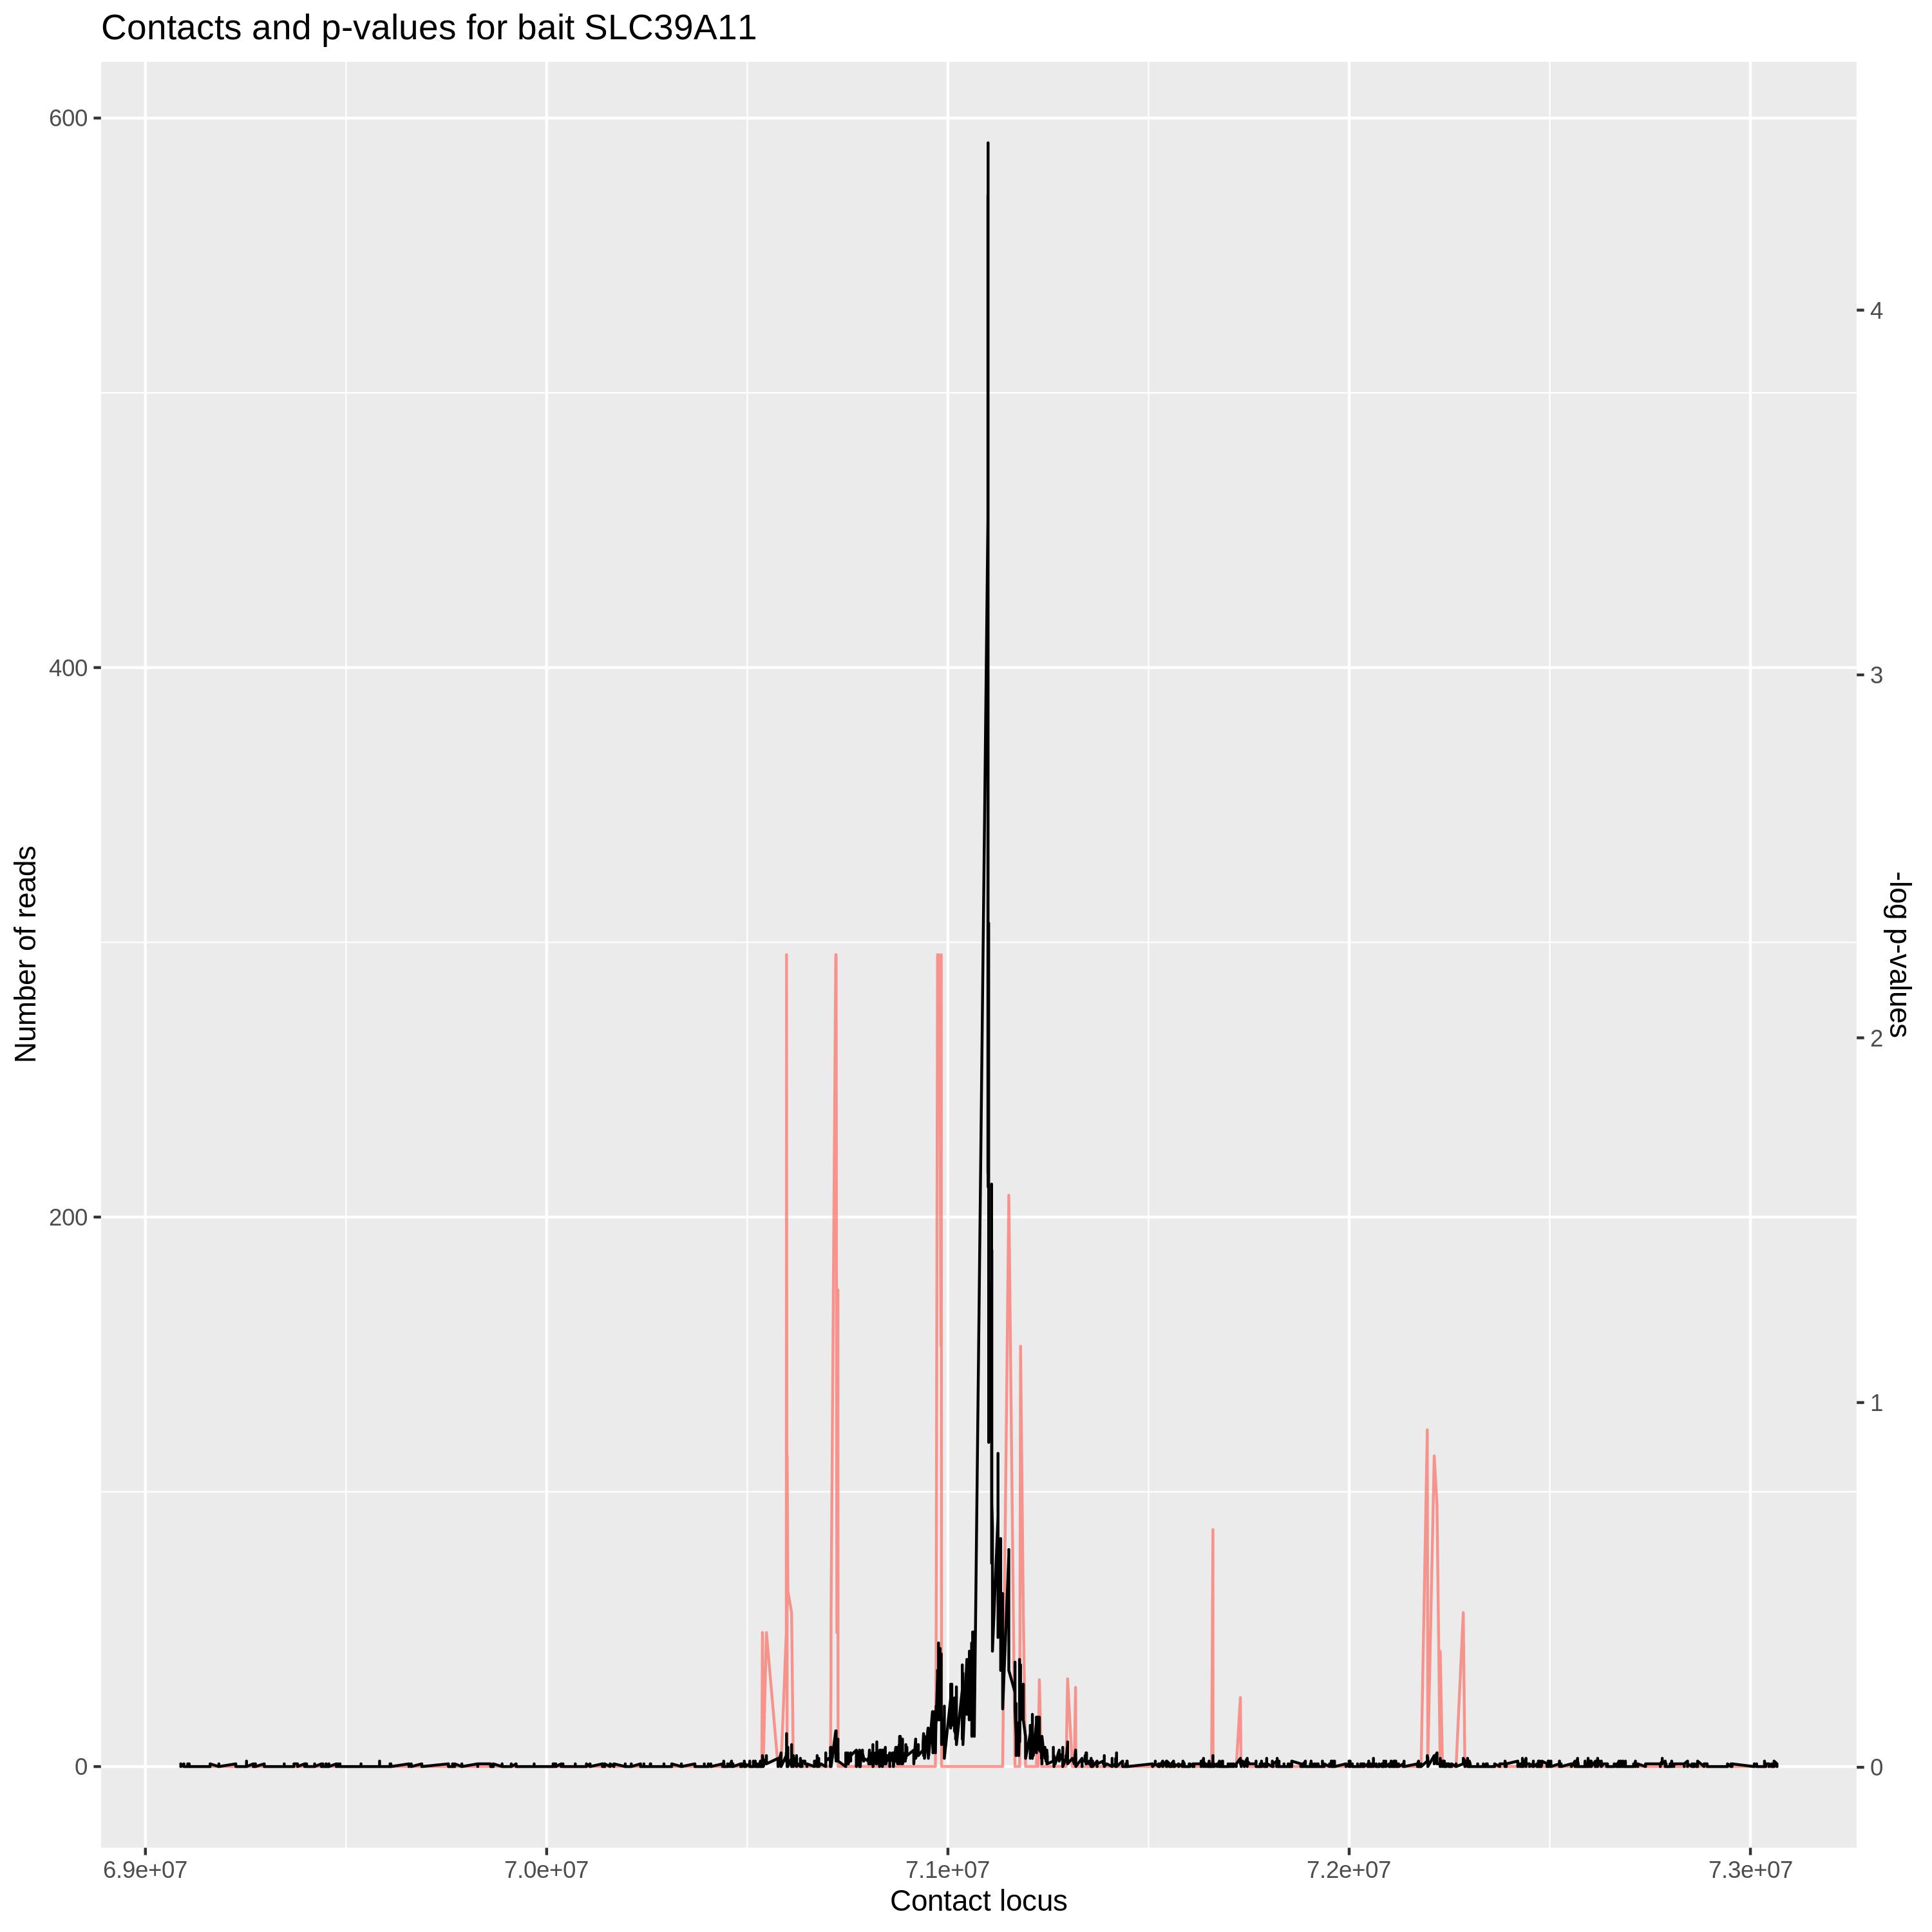 Contacts and p-values for bait SLC39A11
600
400
200
0
Number of reads
4
3
2
1
0
-log p-values
6.9e+07 7.0e+07 7.1e+07 7.2e+07 7.3e+07
Contact locus